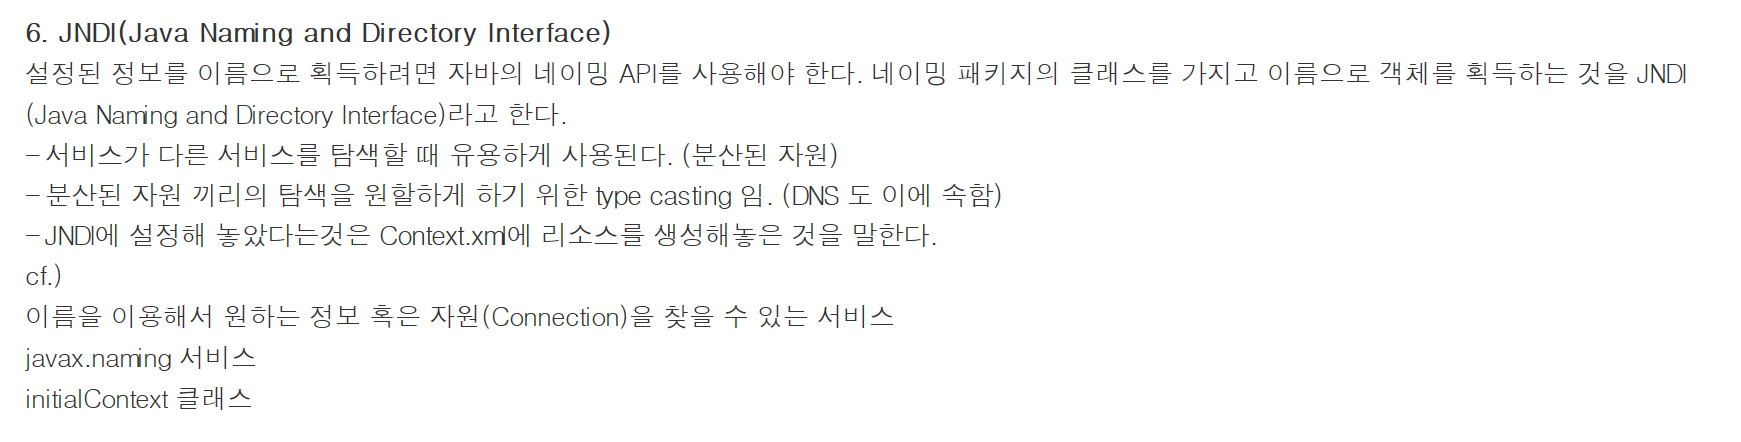 6. JNDI(Java Naming and Directory Interface)
설정된 정보를 이름으로 획득하려면 자바의 네이밍 API를 사용해야 한다. 네이밍 패키지의 클래스를 가지고 이름으로 객체를 획득하는 것을 JNDI
(Java Naming and Directory Interface)라고 한다.
- 서비스가 다른 서비스를 탐색할 때 유용하게 사용된다. (분산된 자원)
- 분산된 자원 끼리의 탐색을 원할하게 하기 위한 type casting 임. (DNS 도 이에 속함)
- JNDI에 설정해 놓았다는것은 Context.xml에 리소스를 생성해놓은 것을 말한다.
cf.)
이름을 이용해서 원하는 정보 혹은 자원(Connection)을 찾을 수 있는 서비스
javax.naming 서비스
initialContext 클래스